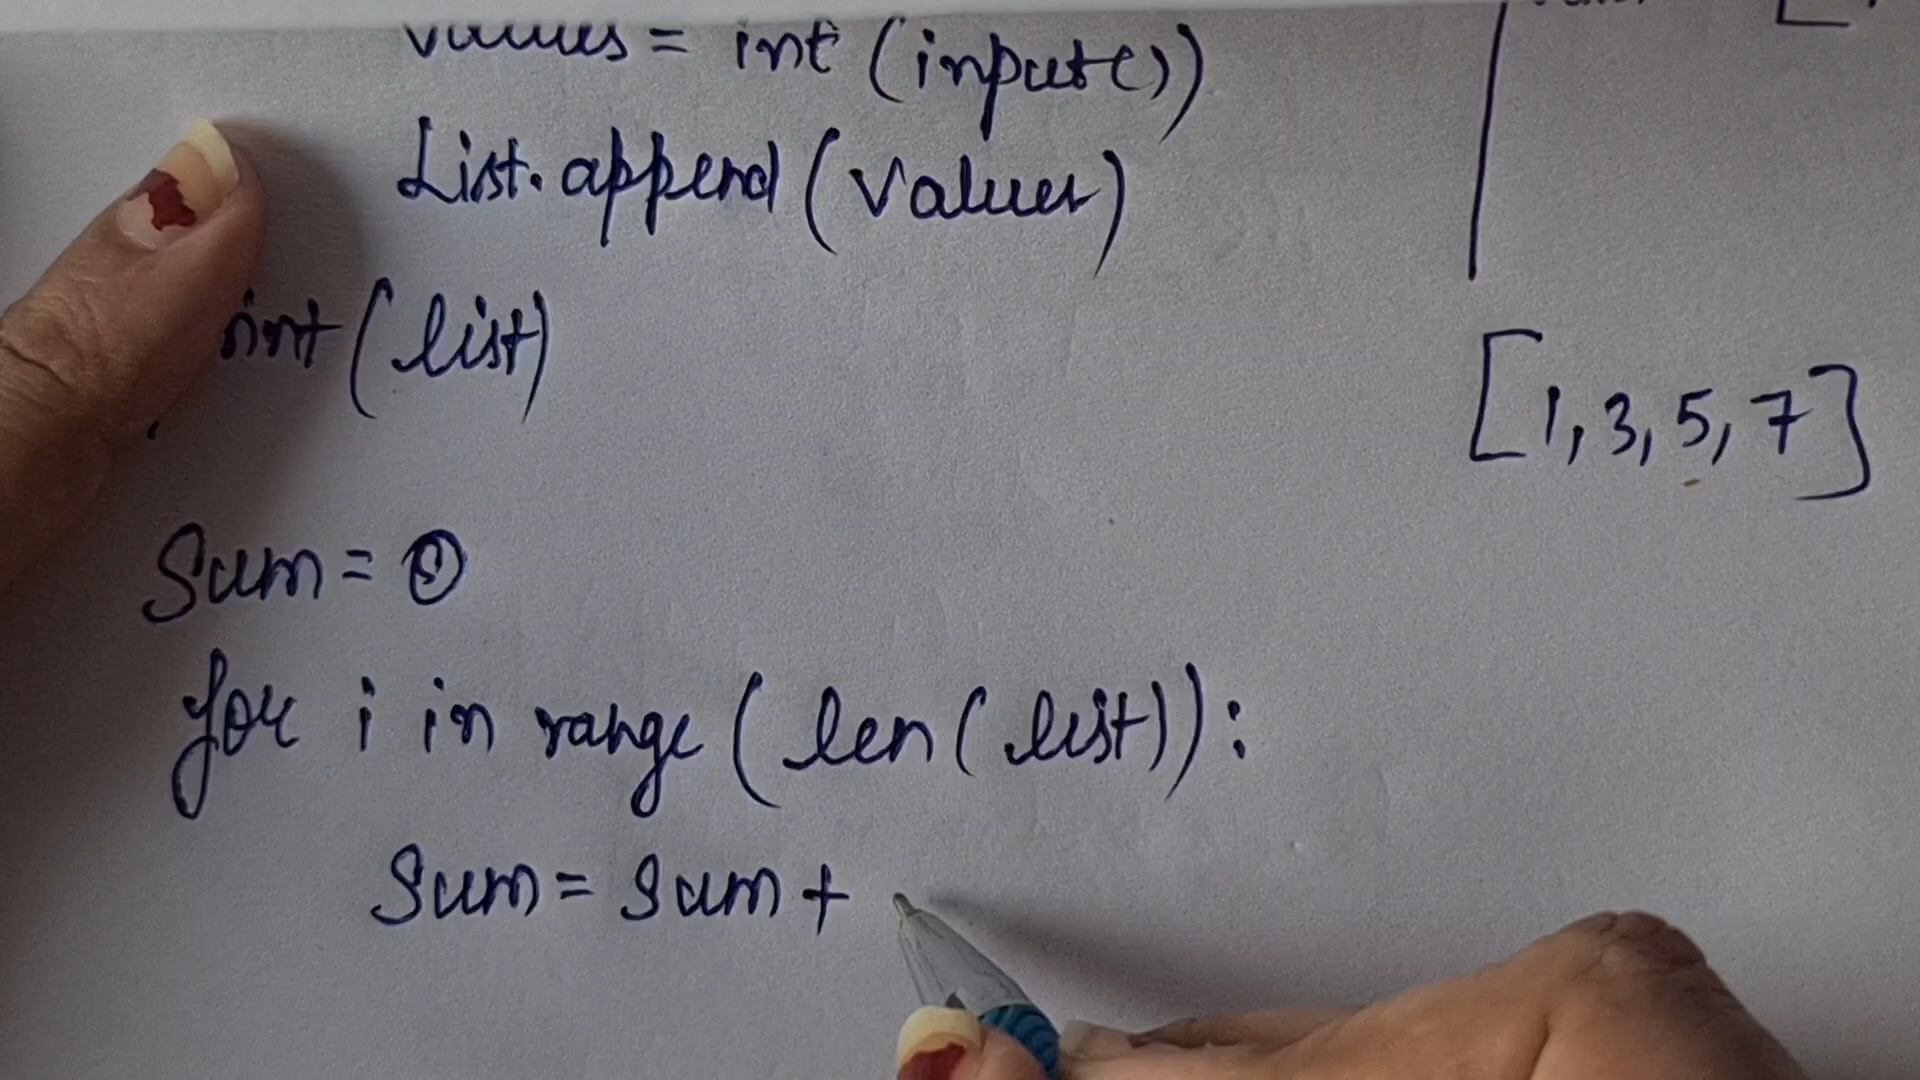 values = int (input())
List.append (values)
int (list)
[1, 3, 5, 7]
Sum = 0
for i in range (len (list)):
Sum = Sum +